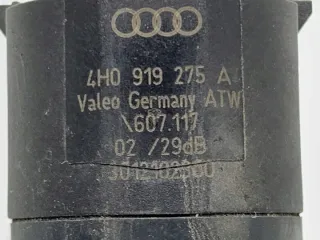 4H0 919 275 A
Valeo Germany ATW
\607.117
02 /29dB